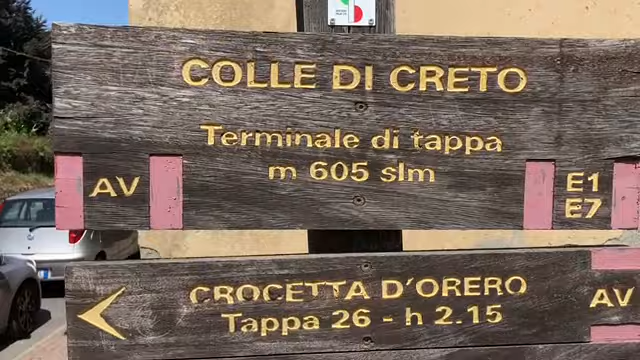 COLLE DI CRETO
Terminale di tappa
m 605 slm
AV
E1
E7
CROCETTA D'ORERO
Tappa 26 - h 2.15
AV